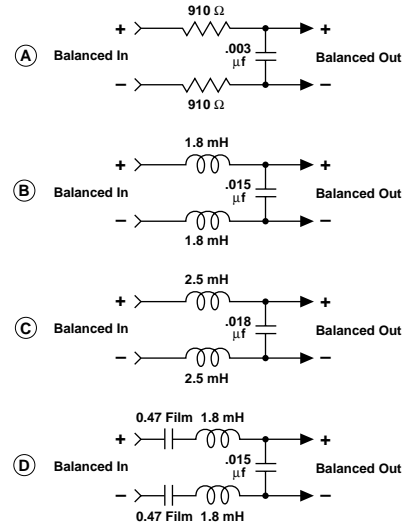 910 Ω
+ +
A Balanced In .003 µf Balanced Out
– –
910 Ω
1.8 mH
+ +
B Balanced In .015 µf Balanced Out
– –
1.8 mH
2.5 mH
+ +
C Balanced In .018 µf Balanced Out
– –
2.5 mH
0.47 Film 1.8 mH
+ +
D Balanced In .015 µf Balanced Out
– –
0.47 Film 1.8 mH